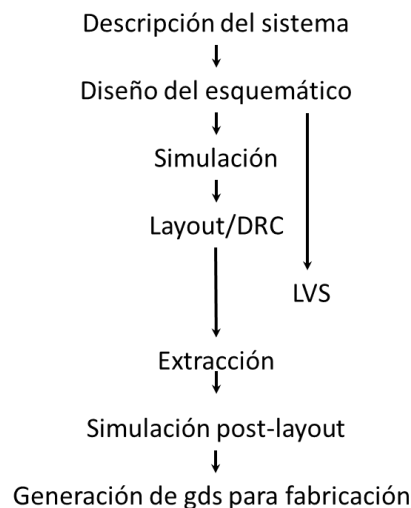 Descripción del sistema
Diseño del esquemático
Simulación
Layout/DRC
LVS
Extracción
Simulación post-layout
Generación de gds para fabricación